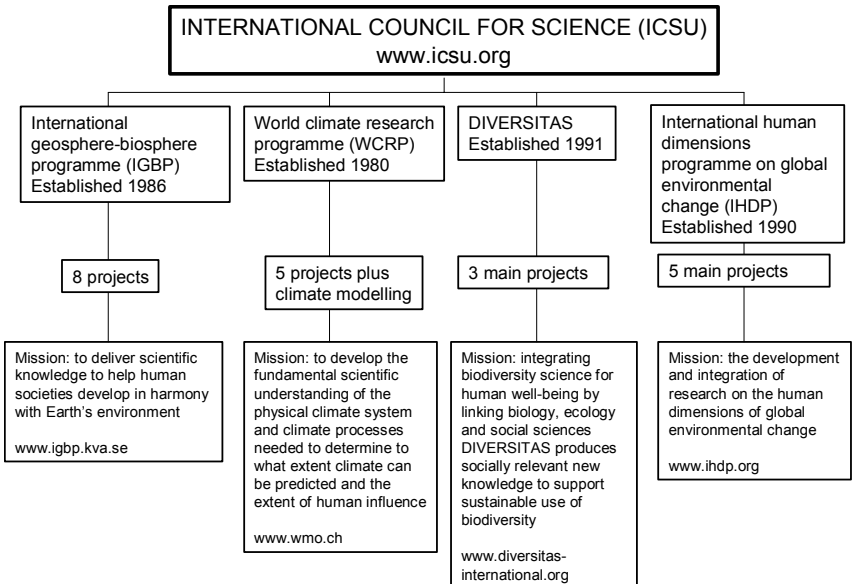 INTERNATIONAL COUNCIL FOR SCIENCE (ICSU)
www.icsu.org
International
geosphere-biosphere
programme (IGBP)
Established 1986
World climate research
programme (WCRP)
Established 1980
DIVERSITAS
Established 1991
International human
dimensions
programme on global
environmental
change (IHDP)
Established 1990
8 projects
5 projects plus
climate modelling
3 main projects
5 main projects
Mission: to deliver scientific
knowledge to help human
societies develop in harmony
with Earth's environment
www.igbp.kva.se
Mission: to develop the
fundamental scientific
understanding of the
physical climate system
and climate processes
needed to determine to
what extent climate can
be predicted and the
extent of human influence
www.wmo.ch
Mission: integrating
biodiversity science for
human well-being by
linking biology, ecology
and social sciences
DIVERSITAS produces
socially relevant new
knowledge to support
sustainable use of
biodiversity
www.diversitas-
international.org
Mission: the development
and integration of
research on the human
dimensions of global
environmental change
www.ihdp.org